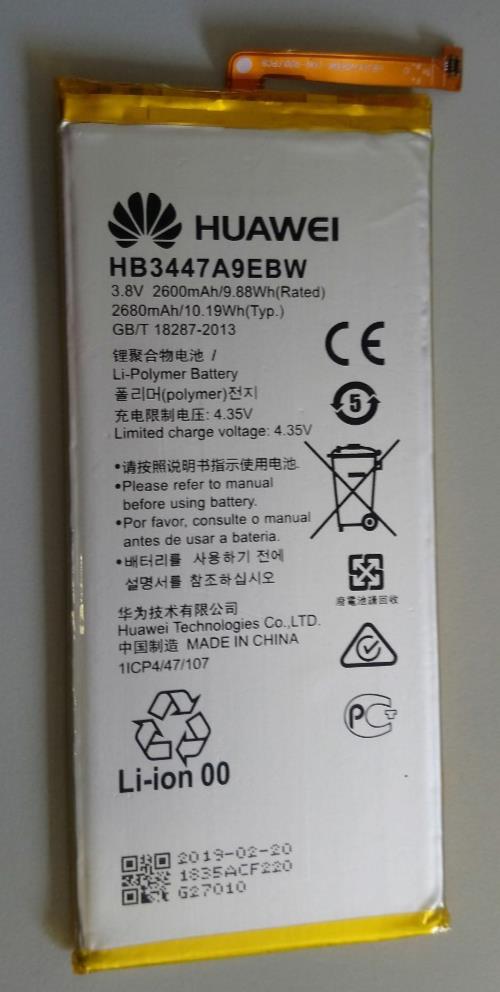 HUAWEI
HB3447A9EBW
3.8V 2600mAh/9.88Wh(Rated)
2680mAh/10.19Wh(Typ.)
GB/T 18287-2013
CE
锂聚合物电池 /
Li-Polymer Battery
폴리머(polymer)전지
充电限制电压: 4.35V
Limited charge voltage: 4.35V
5
•请按照说明书指示使用电池.
•Please refer to manual
before using battery.
•Por favor, consulte o manual
antes de usar a bateria.
•배터리를 사용하기 전에
설명서를 참조하십시오
廢電池請回收
华为技术有限公司
Huawei Technologies Co.,LTD.
中国制造 MADE IN CHINA
1ICP4/47/107
PCT
Li-ion 00
2019-02-20
1835ACF220
G27010